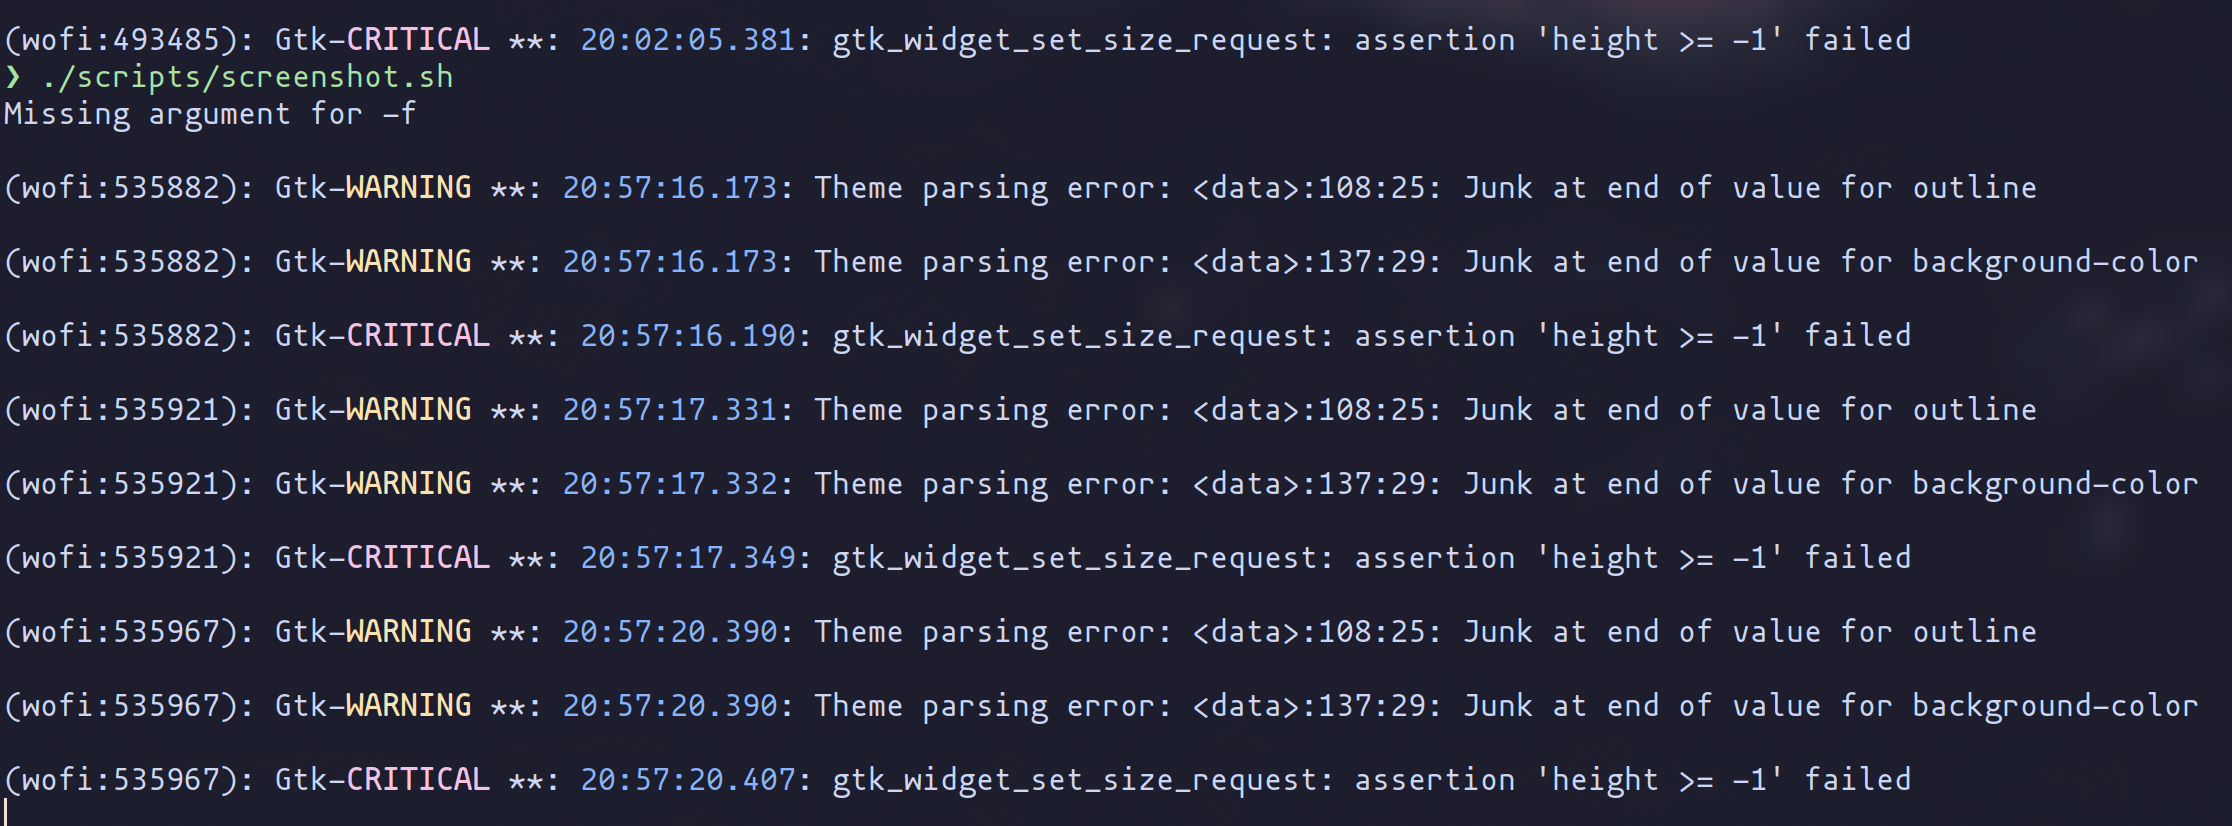 (wofi:493485): Gtk-CRITICAL **: 20:02:05.381: gtk_widget_set_size_request: assertion 'height >= -1' failed
❯ ./scripts/screenshot.sh
Missing argument for -f
(wofi:535882): Gtk-WARNING **: 20:57:16.173: Theme parsing error: <data>:108:25: Junk at end of value for outline
(wofi:535882): Gtk-WARNING **: 20:57:16.173: Theme parsing error: <data>:137:29: Junk at end of value for background-color
(wofi:535882): Gtk-CRITICAL **: 20:57:16.190: gtk_widget_set_size_request: assertion 'height >= -1' failed
(wofi:535921): Gtk-WARNING **: 20:57:17.331: Theme parsing error: <data>:108:25: Junk at end of value for outline
(wofi:535921): Gtk-WARNING **: 20:57:17.332: Theme parsing error: <data>:137:29: Junk at end of value for background-color
(wofi:535921): Gtk-CRITICAL **: 20:57:17.349: gtk_widget_set_size_request: assertion 'height >= -1' failed
(wofi:535967): Gtk-WARNING **: 20:57:20.390: Theme parsing error: <data>:108:25: Junk at end of value for outline
(wofi:535967): Gtk-WARNING **: 20:57:20.390: Theme parsing error: <data>:137:29: Junk at end of value for background-color
(wofi:535967): Gtk-CRITICAL **: 20:57:20.407: gtk_widget_set_size_request: assertion 'height >= -1' failed